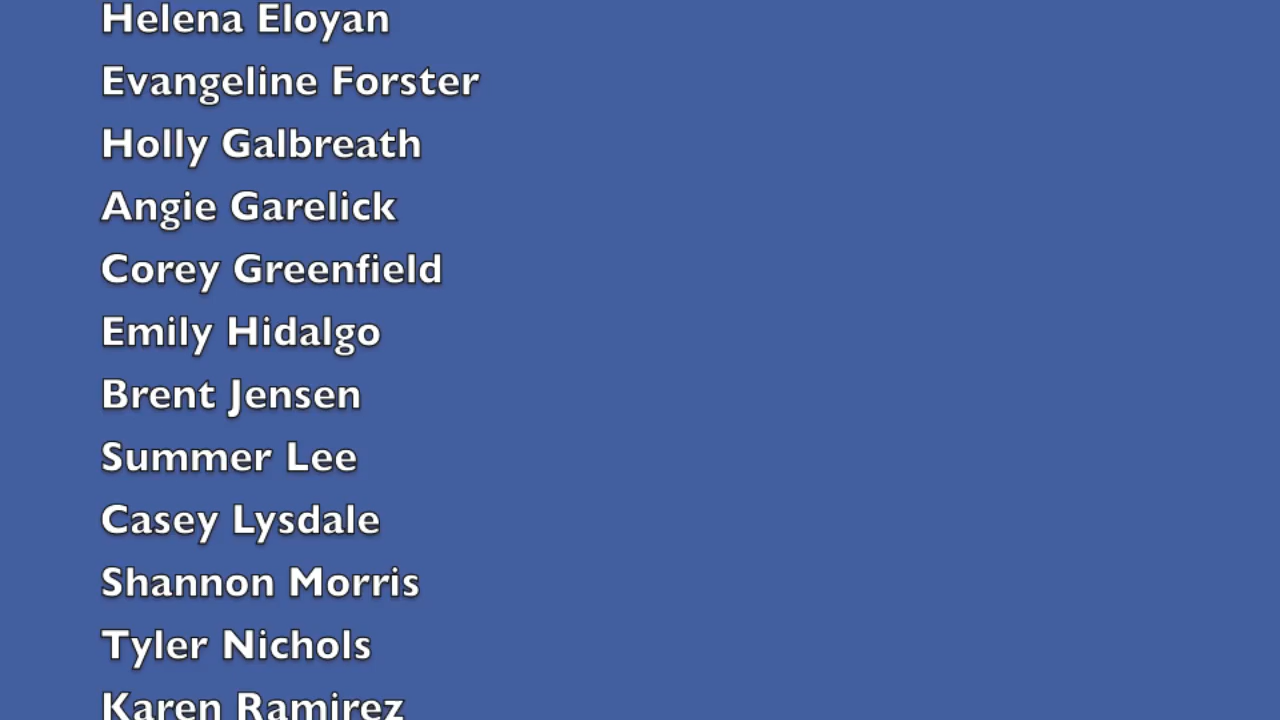 Helena Eloyan
Evangeline Forster
Holly Galbreath
Angie Garelick
Corey Greenfield
Emily Hidalgo
Brent Jensen
Summer Lee
Casey Lysdale
Shannon Morris
Tyler Nichols
Karen Ramirez